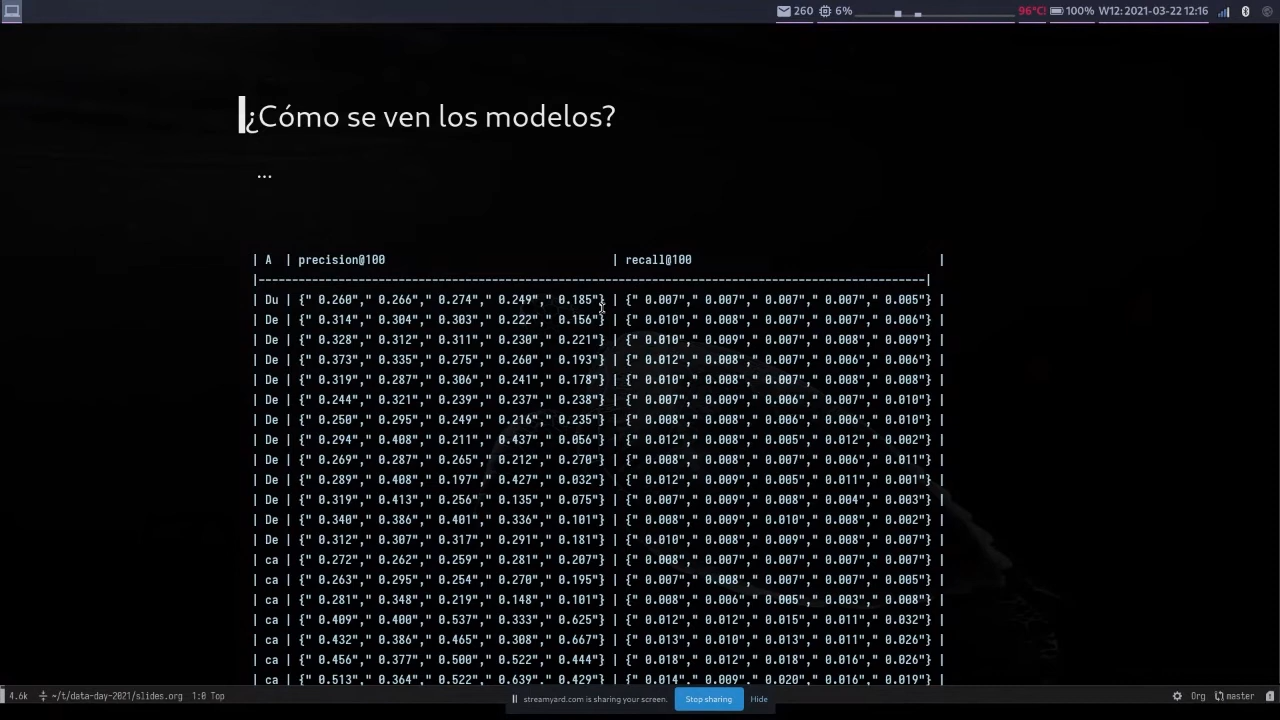 260 6% 96°C! 100% W12: 2021-03-22 12:16
¿Cómo se ven los modelos?
...
| A | precision@100 | recall@100 |
|----------------------------------------------------------------------------------------------------|
| Du | {" 0.260"," 0.266"," 0.274"," 0.249"," 0.185"} | {" 0.007"," 0.007"," 0.007"," 0.007"," 0.005"} |
| De | {" 0.314"," 0.304"," 0.303"," 0.222"," 0.156"} | {" 0.010"," 0.008"," 0.007"," 0.007"," 0.006"} |
| De | {" 0.328"," 0.312"," 0.311"," 0.230"," 0.221"} | {" 0.010"," 0.009"," 0.007"," 0.008"," 0.009"} |
| De | {" 0.373"," 0.335"," 0.275"," 0.260"," 0.193"} | {" 0.012"," 0.008"," 0.007"," 0.006"," 0.006"} |
| De | {" 0.319"," 0.287"," 0.306"," 0.241"," 0.178"} | {" 0.010"," 0.008"," 0.007"," 0.008"," 0.008"} |
| De | {" 0.244"," 0.321"," 0.239"," 0.237"," 0.238"} | {" 0.007"," 0.009"," 0.006"," 0.007"," 0.010"} |
| De | {" 0.250"," 0.295"," 0.249"," 0.216"," 0.235"} | {" 0.008"," 0.008"," 0.006"," 0.006"," 0.010"} |
| De | {" 0.294"," 0.408"," 0.211"," 0.437"," 0.056"} | {" 0.012"," 0.008"," 0.005"," 0.012"," 0.002"} |
| De | {" 0.269"," 0.287"," 0.265"," 0.212"," 0.270"} | {" 0.008"," 0.008"," 0.007"," 0.006"," 0.011"} |
| De | {" 0.289"," 0.408"," 0.197"," 0.427"," 0.032"} | {" 0.012"," 0.009"," 0.005"," 0.011"," 0.001"} |
| De | {" 0.319"," 0.413"," 0.256"," 0.135"," 0.075"} | {" 0.007"," 0.009"," 0.008"," 0.004"," 0.003"} |
| De | {" 0.340"," 0.386"," 0.401"," 0.336"," 0.101"} | {" 0.008"," 0.009"," 0.010"," 0.008"," 0.002"} |
| De | {" 0.312"," 0.307"," 0.317"," 0.291"," 0.181"} | {" 0.010"," 0.008"," 0.009"," 0.008"," 0.007"} |
| ca | {" 0.272"," 0.262"," 0.259"," 0.281"," 0.207"} | {" 0.008"," 0.007"," 0.007"," 0.007"," 0.007"} |
| ca | {" 0.263"," 0.295"," 0.254"," 0.270"," 0.195"} | {" 0.007"," 0.008"," 0.007"," 0.007"," 0.005"} |
| ca | {" 0.281"," 0.348"," 0.219"," 0.148"," 0.101"} | {" 0.008"," 0.006"," 0.005"," 0.003"," 0.008"} |
| ca | {" 0.409"," 0.400"," 0.537"," 0.333"," 0.625"} | {" 0.012"," 0.012"," 0.015"," 0.011"," 0.032"} |
| ca | {" 0.432"," 0.386"," 0.465"," 0.308"," 0.667"} | {" 0.013"," 0.010"," 0.013"," 0.011"," 0.026"} |
| ca | {" 0.456"," 0.377"," 0.500"," 0.522"," 0.444"} | {" 0.018"," 0.012"," 0.018"," 0.016"," 0.026"} |
| ca | {" 0.513"," 0.364"," 0.522"," 0.639"," 0.429"} | {" 0.014"," 0.009"," 0.020"," 0.016"," 0.019"} |
4.6k ~/t/data-day-2021/slides.org 1:0 Top Org master
streamyard.com is sharing your screen. Stop sharing Hide